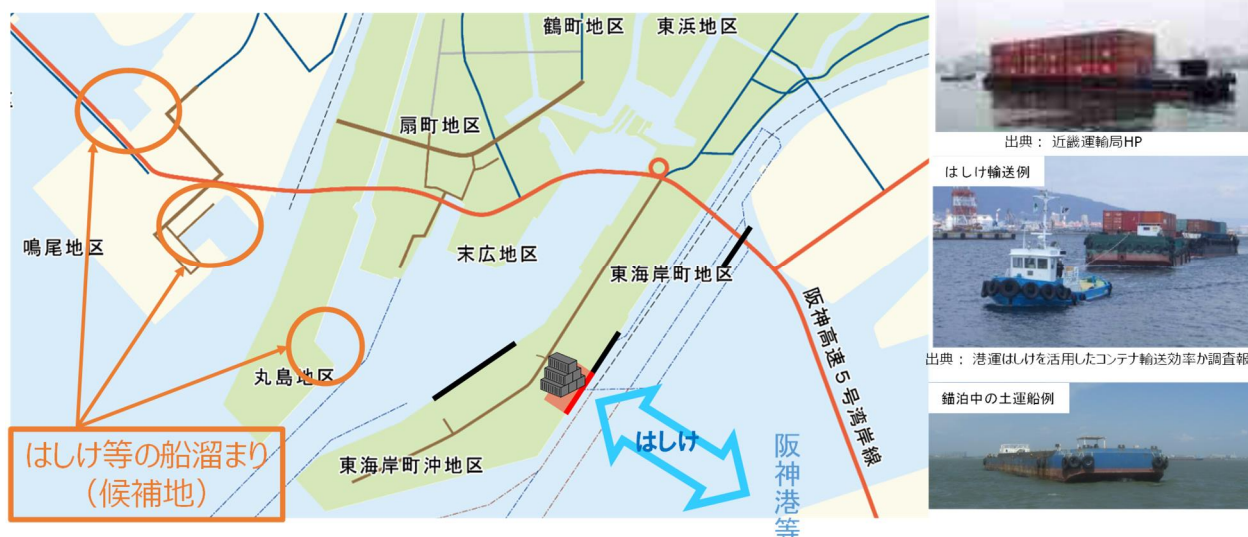 鶴町地区
東浜地区
扇町地区
鳴尾地区
末広地区
東海岸町地区
丸島地区
阪神高速5号湾岸線
東海岸町沖地区
はしけ
阪神港等
はしけ等の船溜まり
(候補地)
出典: 近畿運輸局HP
はしけ輸送例
出典: 港運はしけを活用したコンテナ輸送効率か調査報
錨泊中の土運船例